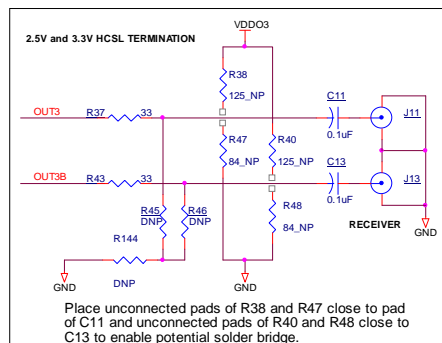 2.5V and 3.3V HCSL TERMINATION
VDDO3
R38
125_NP
OUT3
R37
33
C11
0.1uF
J11
R47
84_NP
R40
125_NP
OUT3B
R43
33
C13
0.1uF
J13
R45
DNP
R46
DNP
R48
84_NP
RECEIVER
R144
DNP
GND
GND
GND
Place unconnected pads of R38 and R47 close to pad
of C11 and unconnected pads of R40 and R48 close to
C13 to enable potential solder bridge.